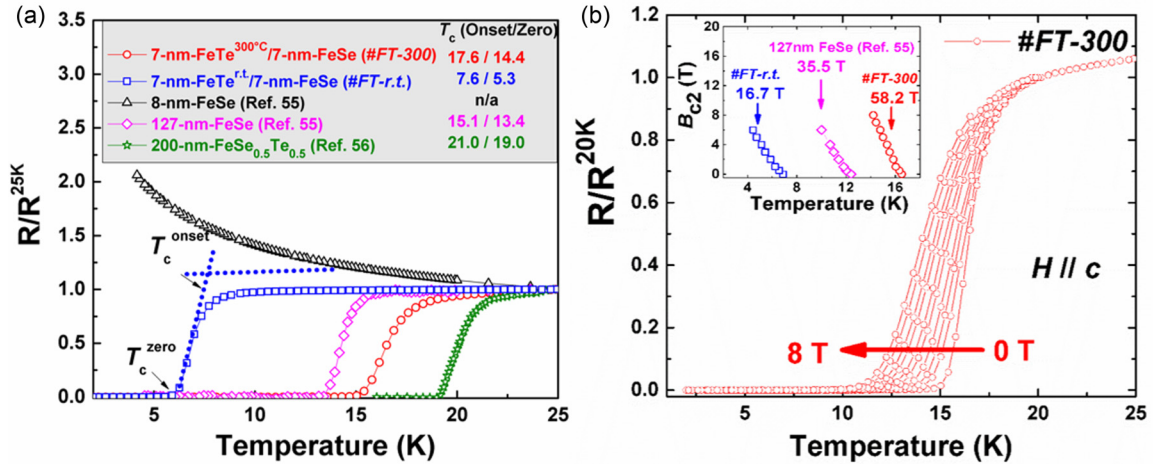 (a)
3.5
3.0
2.5
2.0
1.5
1.0
0.5
0.0
R/R^25K
T_c (Onset/Zero)
7-nm-FeTe^300°C/7-nm-FeSe (#FT-300) 17.6 / 14.4
7-nm-FeTe^r.t./7-nm-FeSe (#FT-r.t.) 7.6 / 5.3
8-nm-FeSe (Ref. 55) n/a
127-nm-FeSe (Ref. 55) 15.1 / 13.4
200-nm-FeSe_0.5Te_0.5 (Ref. 56) 21.0 / 19.0
T_c^onset
T_c^zero
5 10 15 20 25
Temperature (K)
(b)
1.2
1.0
0.8
0.6
0.4
0.2
0.0
R/R^20K
#FT-300
20
16
12
8
4
0
B_c2 (T)
127nm FeSe (Ref. 55)
35.5 T
#FT-r.t.
16.7 T
#FT-300
58.2 T
4 8 12 16
Temperature (K)
H // c
8 T 0 T
5 10 15 20 25
Temperature (K)